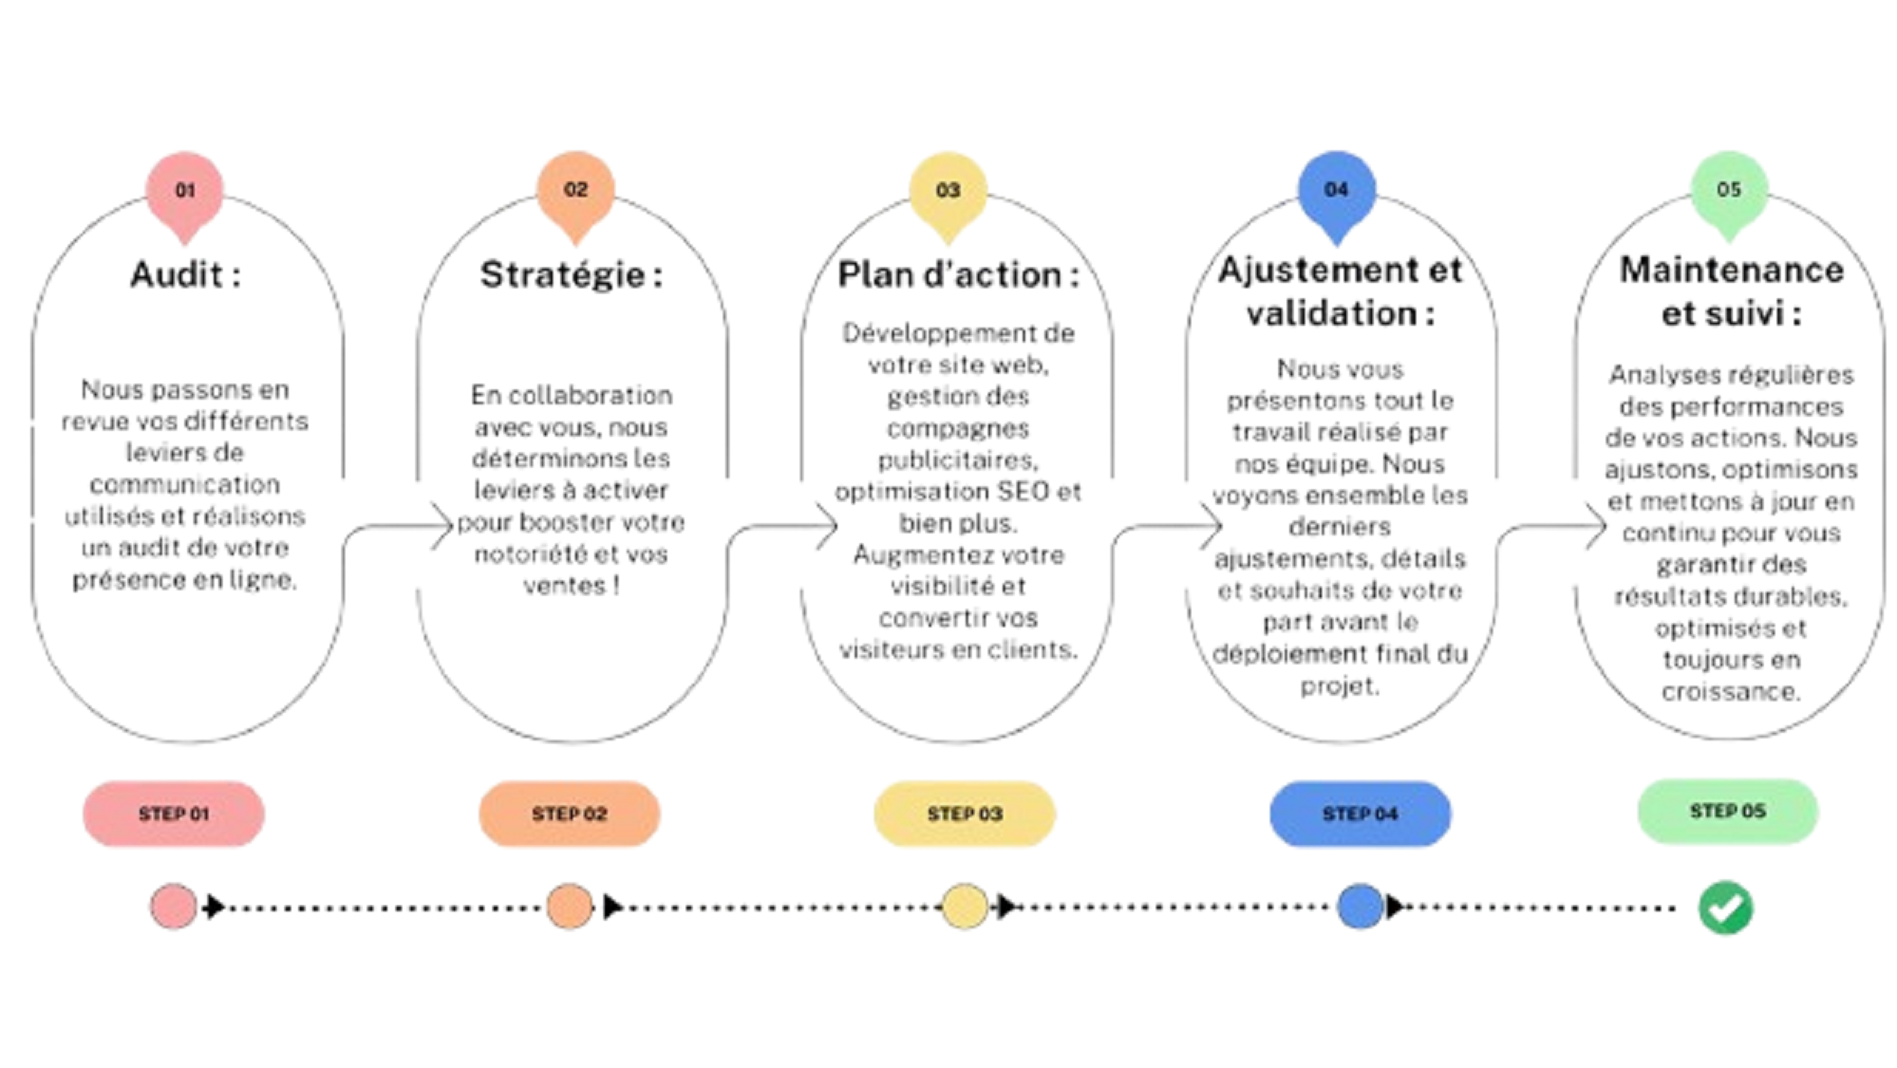 01
Audit :
Nous passons en
revue vos différents
leviers de
communication
utilisés et réalisons
un audit de votre
présence en ligne.
STEP 01
02
Stratégie :
En collaboration
avec vous, nous
déterminons les
leviers à activer
pour booster votre
notoriété et vos
ventes !
STEP 02
03
Plan d'action :
Développement de
votre site web,
gestion des
compagnes
publicitaires,
optimisation SEO et
bien plus.
Augmentez votre
visibilité et
convertir vos
visiteurs en clients.
STEP 03
04
Ajustement et
validation :
Nous vous
présentons tout le
travail réalisé par
nos équipe. Nous
voyons ensemble les
derniers
ajustements, détails
et souhaits de votre
part avant le
déploiement final du
projet.
STEP 04
05
Maintenance
et suivi :
Analyses régulières
des performances
de vos actions. Nous
ajustons, optimisons
et mettons à jour en
continu pour vous
garantir des
résultats durables,
optimisés et
toujours en
croissance.
STEP 05